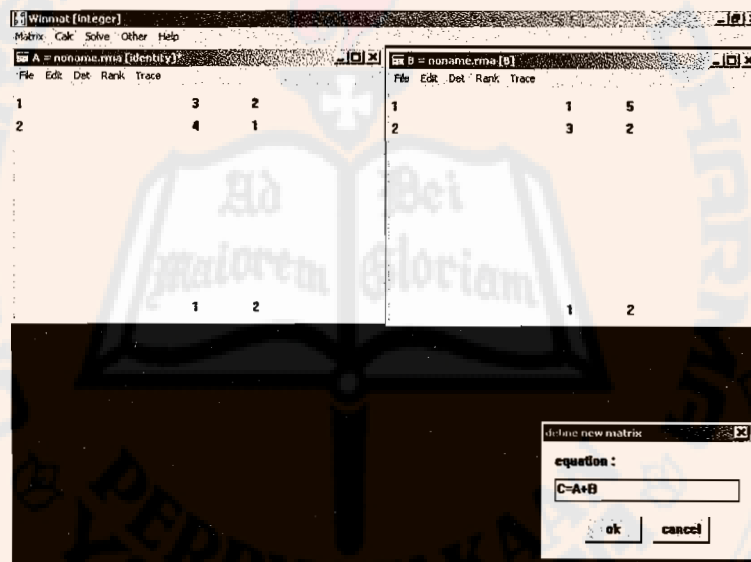 Winmat [integer]
Matrix Calc Solve Other Help
A = noname.rma [identity]*
File Edit Det Rank Trace
1 3 2
2 4 1
1 2
B = noname.rma [B]
File Edit Det Rank Trace
1 1 5
2 3 2
1 2
Ad Maiorem
Dei Gloriam
define new matrix
equation :
C=A+B
ok cancel